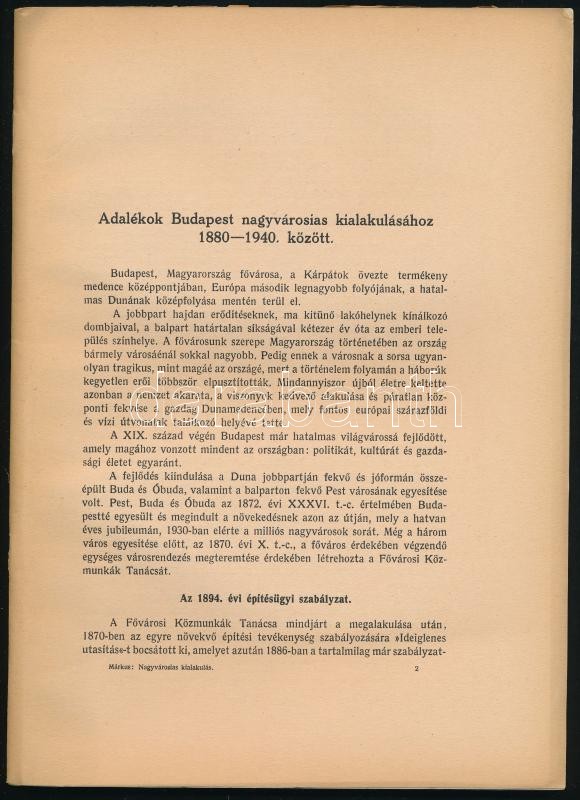 Adalékok Budapest nagyvárosias kialakulásához
1880—1940. között.
Budapest, Magyarország fővárosa, a Kárpátok övezte termékeny
medence középpontjában, Európa második legnagyobb folyójának, a hatal-
mas Dunának középfolyása mentén terül el.
A jobbpart hajdan erődítéseknek, ma kitünő lakóhelynek kínálkozó
dombjaival, a balpart határtalan síkságával kétezer év óta az emberi tele-
pülés színhelye. A fővárosunk szerepe Magyarország történetében az ország
bármely városáénál sokkal nagyobb. Pedig ennek a városnak a sorsa ugyan-
olyan tragikus, mint magáé az országé, mert a történelem folyamán a háborúk
kegyetlen erői többször elpusztították. Mindannyiszor újból életre keltette
azonban a nemzet akarata, a viszonyok kedvező alakulása és páratlan köz-
ponti fekvése a gazdag Dunamedencében, mely fontos európai szárazföldi
és vízi útvonalak találkozó helyévé tette.
A XIX. század végén Budapest már hatalmas világvárossá fejlődött,
amely magához vonzott mindent az országban: politikát, kultúrát és gazda-
sági életet egyaránt.
A fejlődés kiindulása a Duna jobbpartján fekvő és jóformán össze-
épült Buda és Óbuda, valamint a balparton fekvő Pest városának egyesítése
volt. Pest, Buda és Óbuda az 1872. évi XXXVI. t.-c. értelmében Buda-
pestté egyesült és megindult a növekedésnek azon az útján, mely a hatvan
éves jubileumán, 1930-ban elérte a milliós nagyvárosok sorát. Még a három
város egyesítése előtt, az 1870. évi X. t.-c., a főváros érdekében végzendő
egységes városrendezés megteremtése érdekében létrehozta a Fővárosi Köz-
munkák Tanácsát.
Az 1894. évi építésügyi szabályzat.
A Fővárosi Közmunkák Tanácsa mindjárt a megalakulása után,
1870-ben az egyre növekvő építési tevékenység szabályozására »Ideiglenes
utasítás«-t bocsátott ki, amelyet azután 1886-ban a tartalmilag már szabályzat-
Márkus: Nagyvárosias kialakulás. 2
darabanth